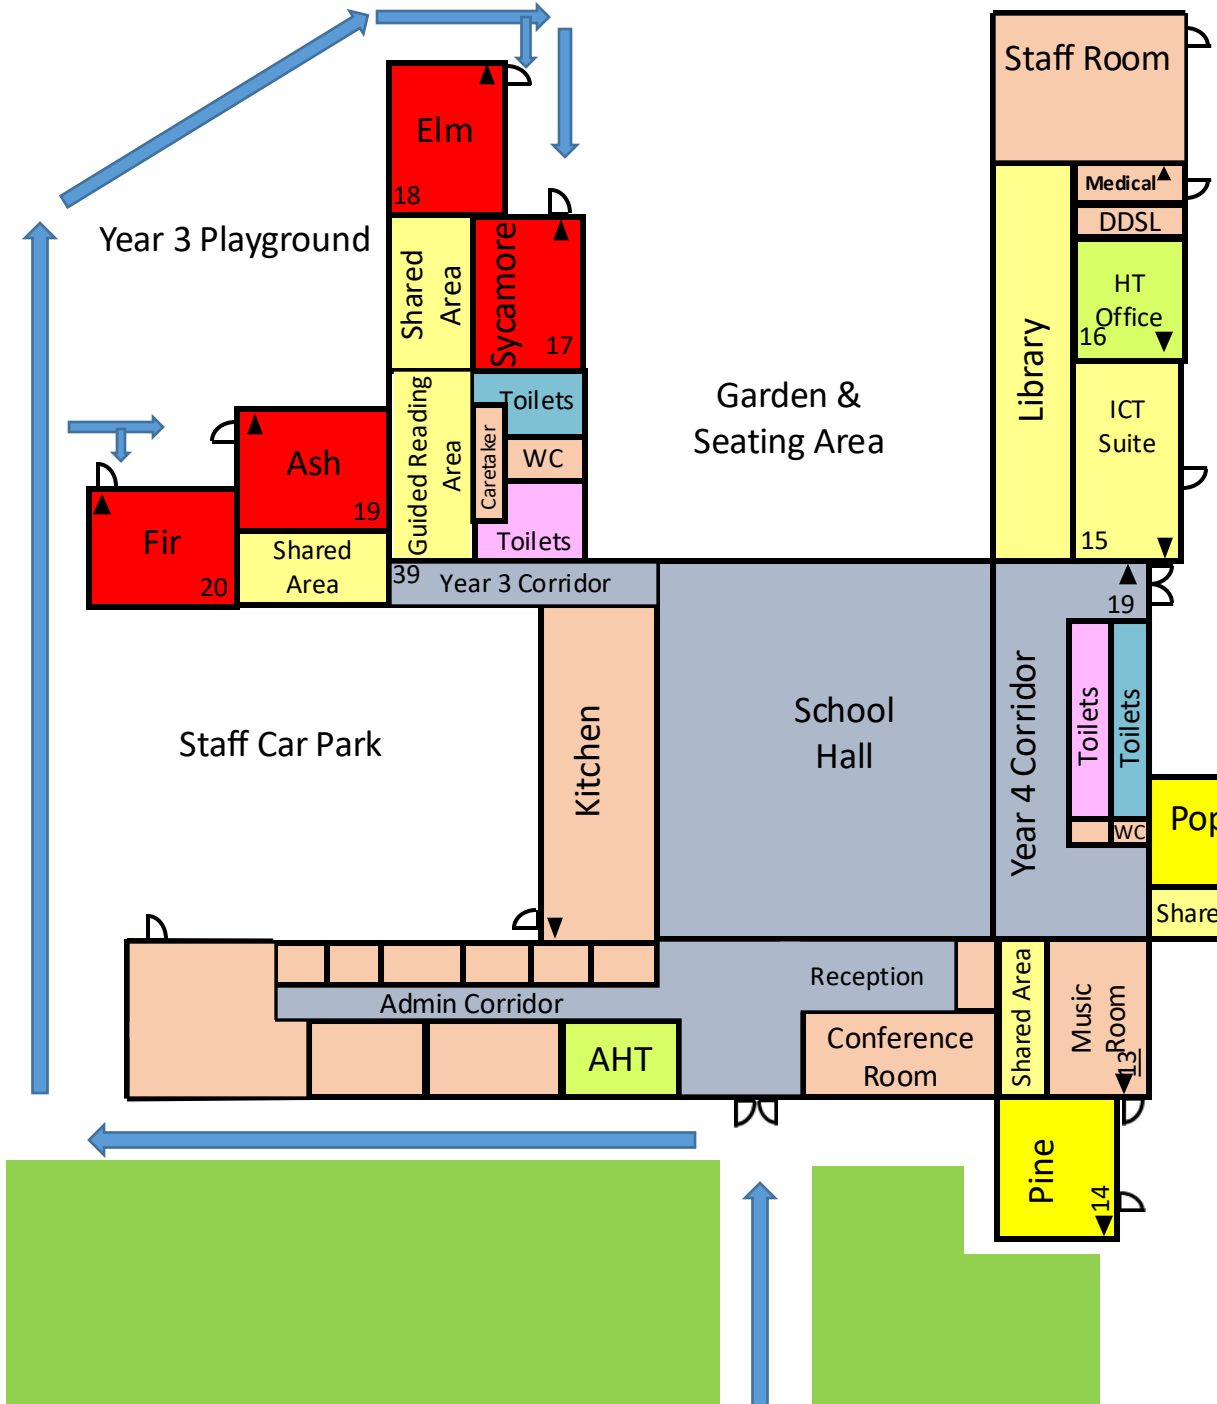 Staff Room
Elm
18
Medical
DDSL
Year 3 Playground
Shared
Area
Sycamore
17
HT
Office
16
Library
Guided Reading
Area
Toilets
Caretaker
WC
Toilets
Garden &
Seating Area
ICT
Suite
15
Ash
19
Fir
20
Shared
Area
39
Year 3 Corridor
19
Staff Car Park
Kitchen
School
Hall
Year 4 Corridor
Toilets
Toilets
WC
Pop
Share
Admin Corridor
Reception
AHT
Conference
Room
Shared Area
Music
Room
13
Pine
14